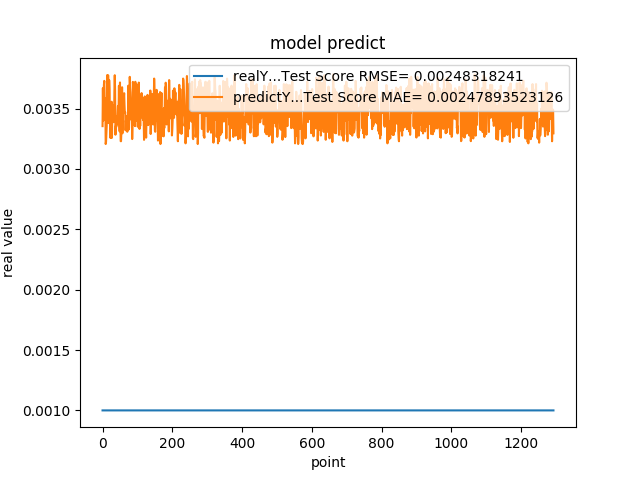 model predict
realY...Test Score RMSE= 0.00248318241
predictY...Test Score MAE= 0.00247893523126
0.0035
0.0030
0.0025
0.0020
0.0015
0.0010
real value
0 200 400 600 800 1000 1200
point